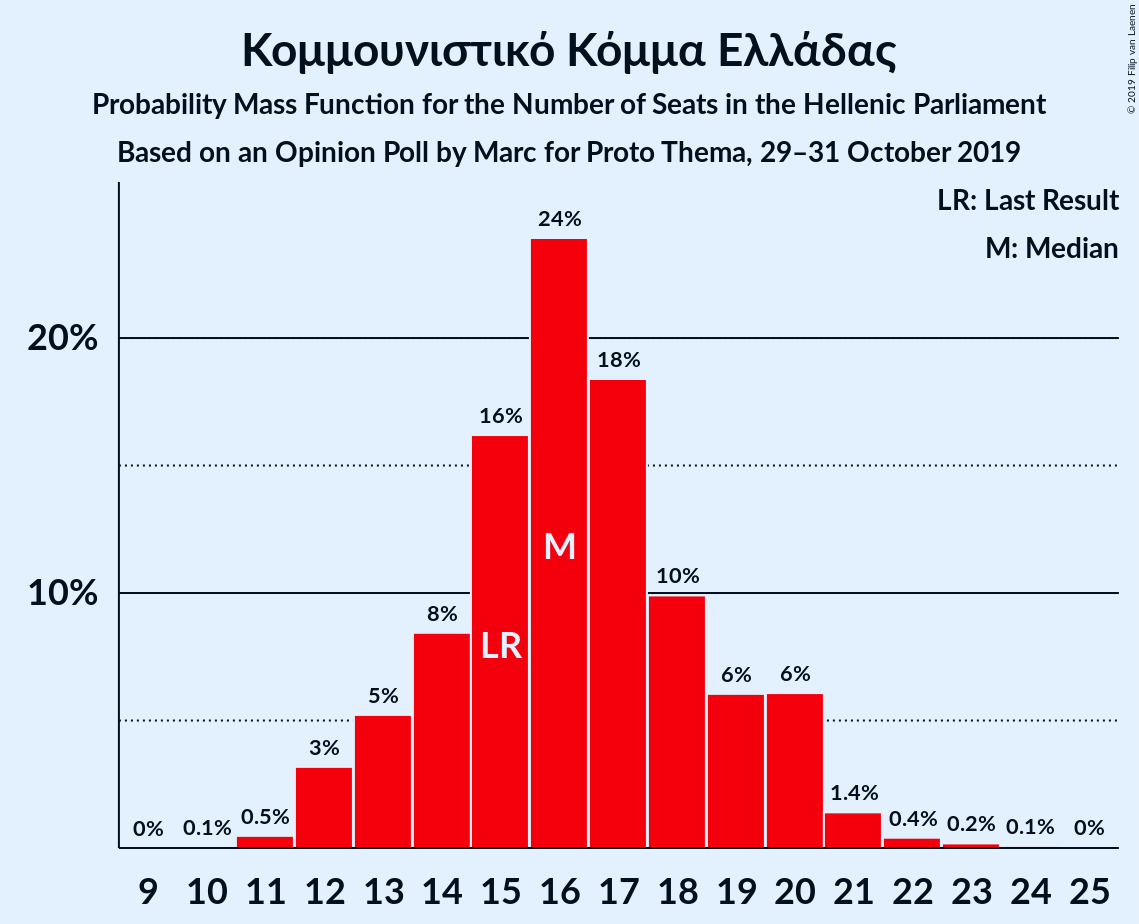 Κομμουνιστικό Κόμμα Ελλάδας
Probability Mass Function for the Number of Seats in the Hellenic Parliament
Based on an Opinion Poll by Marc for Proto Thema, 29–31 October 2019
© 2019 Filip van Laenen
LR: Last Result
M: Median
20%
10%
0%
0.1%
0.5%
3%
5%
8%
16%
24%
18%
10%
6%
6%
1.4%
0.4%
0.2%
0.1%
0%
LR
M
9 10 11 12 13 14 15 16 17 18 19 20 21 22 23 24 25